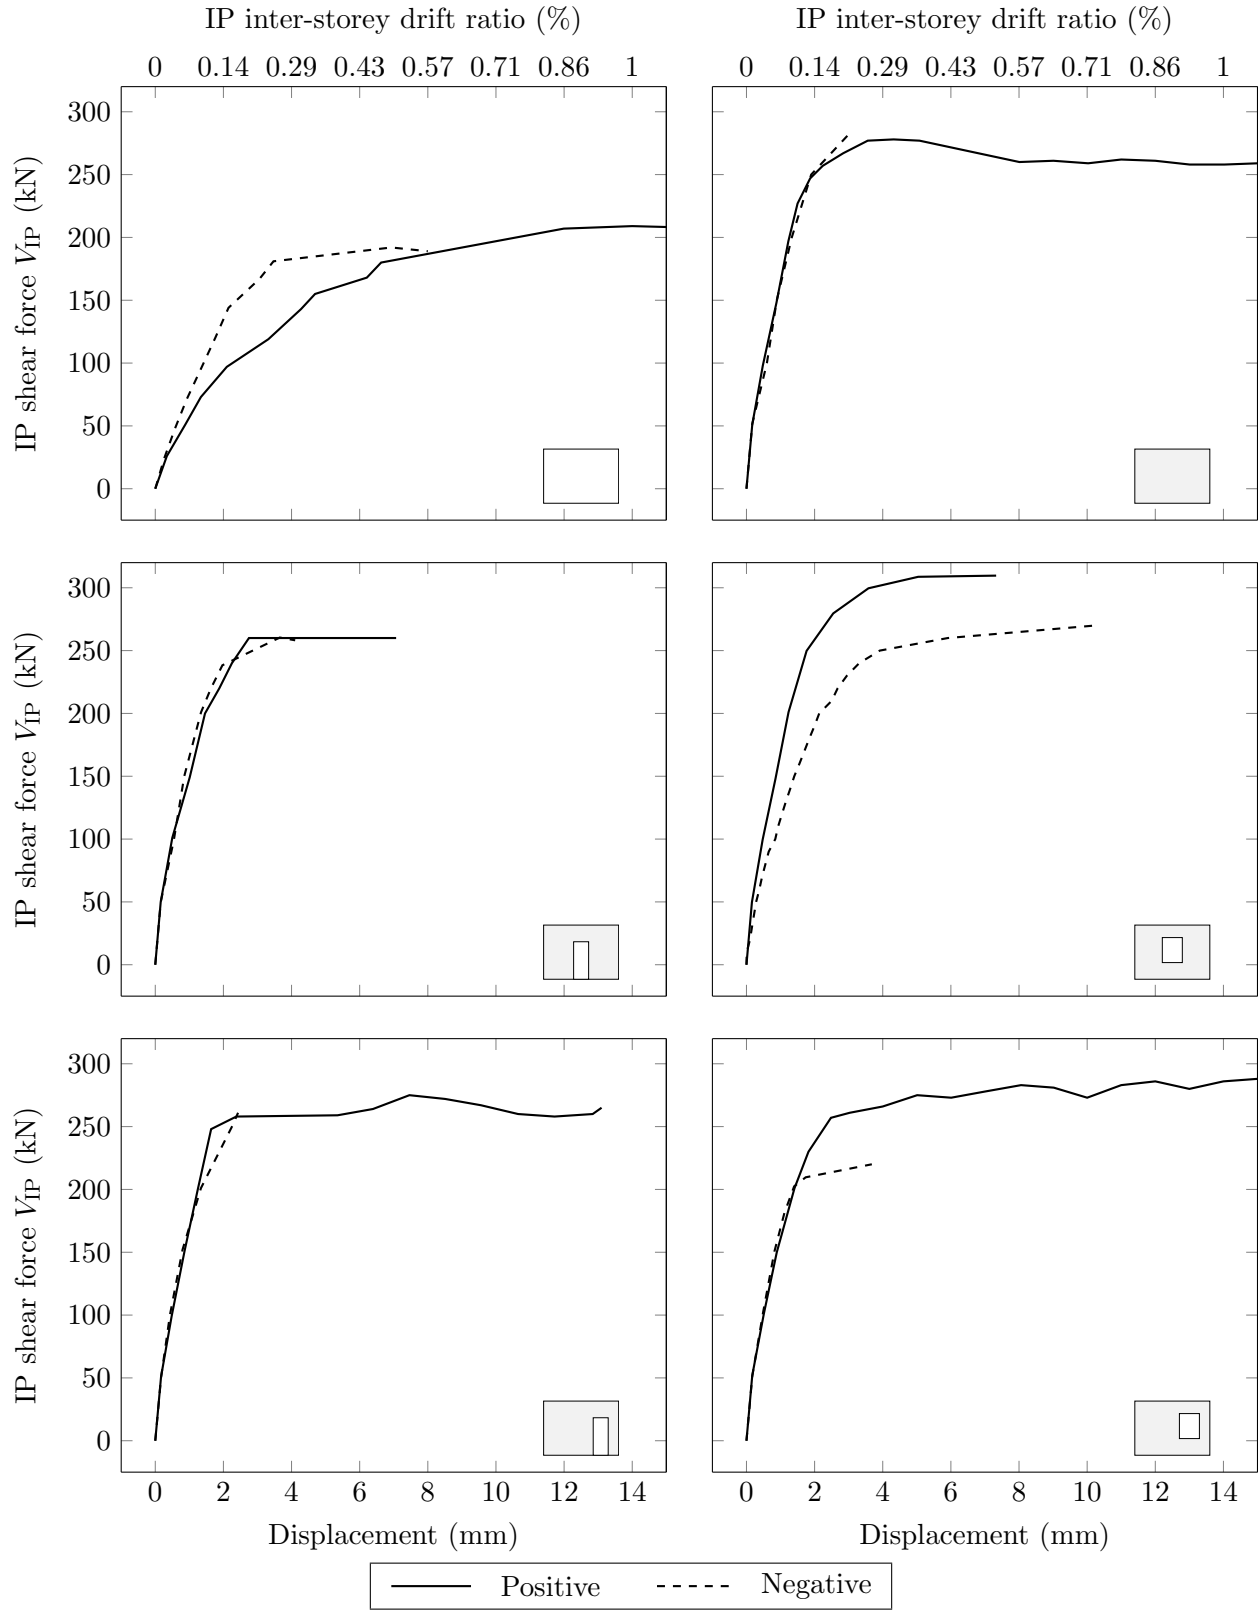 IP inter-storey drift ratio (%) IP inter-storey drift ratio (%)
0 0.14 0.29 0.43 0.57 0.71 0.86 1 0 0.14 0.29 0.43 0.57 0.71 0.86 1
300
250
200
150
100
50
0
IP shear force V_IP (kN)
300
250
200
150
100
50
0
IP shear force V_IP (kN)
300
250
200
150
100
50
0
IP shear force V_IP (kN)
0 2 4 6 8 10 12 14 0 2 4 6 8 10 12 14
Displacement (mm) Displacement (mm)
Positive Negative